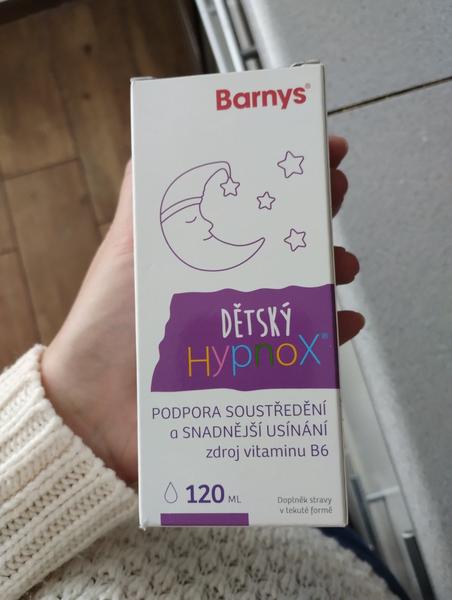 Barnys®
DĚTSKÝ
HypnoX®
PODPORA SOUSTŘEDĚNÍ
a SNADNĚJŠÍ USÍNÁNÍ
zdroj vitaminu B6
120 ML
Doplněk stravy
v tekuté formě